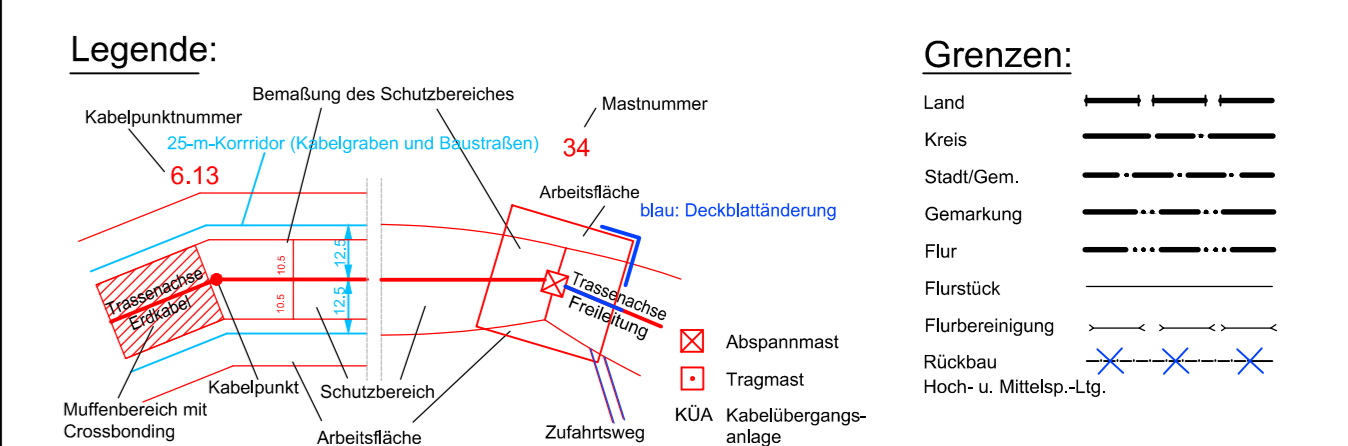 Legende:
Bemaßung des Schutzbereiches
Mastnummer
Kabelpunktnummer
25-m-Korrridor (Kabelgraben und Baustraßen)
34
6.13
Arbeitsfläche
blau: Deckblattänderung
12.5
10.5
Trassenachse
Erdkabel
10.5
12.5
Trassenachse
Freileitung
Abspannmast
Kabelpunkt
Schutzbereich
Tragmast
Muffenbereich mit
Crossbonding
Arbeitsfläche
Zufahrtsweg
KÜA Kabelübergangs-
anlage
Grenzen:
Land
Kreis
Stadt/Gem.
Gemarkung
Flur
Flurstück
Flurbereinigung
Rückbau
Hoch- u. Mittelsp.-Ltg.